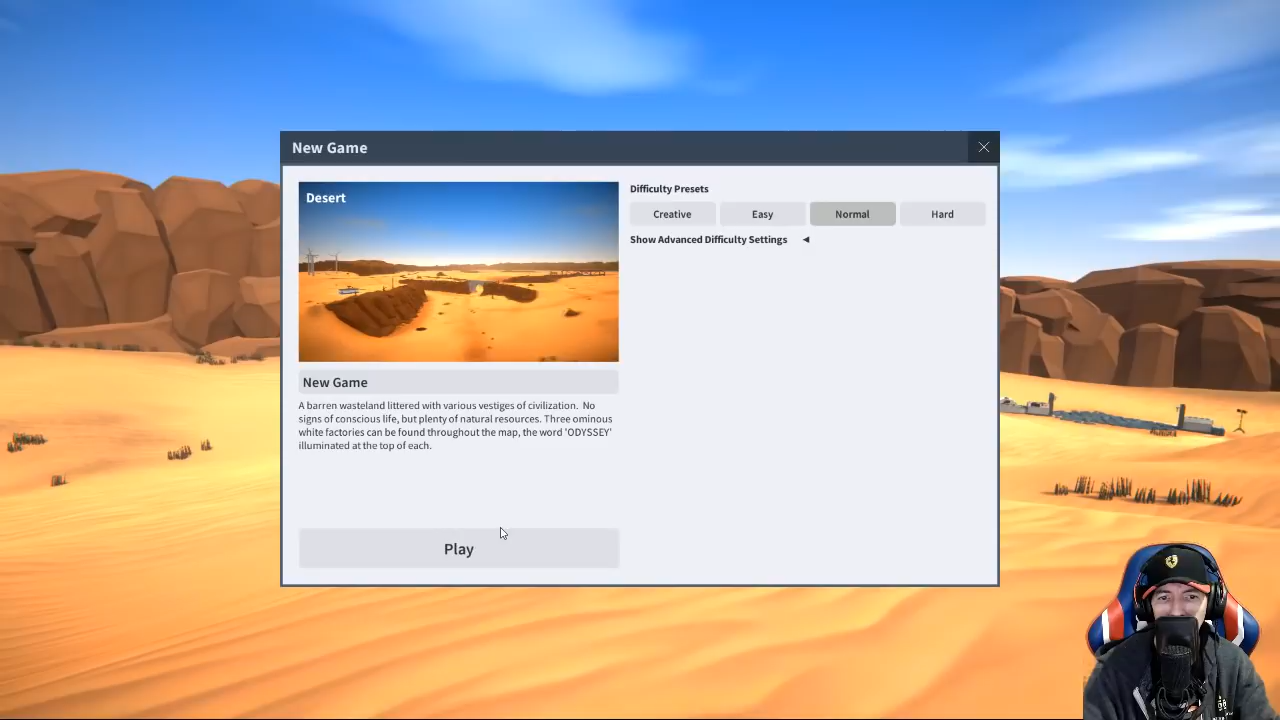 New Game
Desert
New Game
A barren wasteland littered with various vestiges of civilization. No
signs of conscious life, but plenty of natural resources. Three ominous
white factories can be found throughout the map, the word 'ODYSSEY'
illuminated at the top of each.
Play
Difficulty Presets
Creative Easy Normal Hard
Show Advanced Difficulty Settings